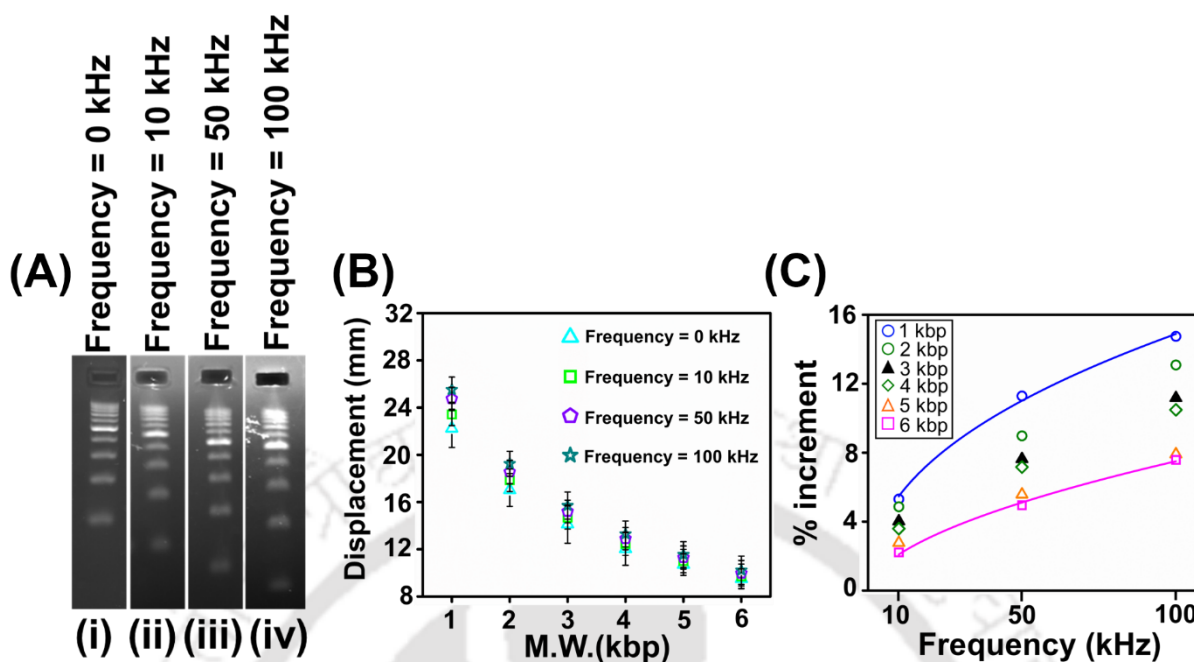 (A)
Frequency = 0 kHz
Frequency = 10 kHz
Frequency = 50 kHz
Frequency = 100 kHz
(i)
(ii)
(iii)
(iv)
(B)
Displacement (mm)
32
28
24
20
16
12
8
Frequency = 0 kHz
Frequency = 10 kHz
Frequency = 50 kHz
Frequency = 100 kHz
1 2 3 4 5 6
M.W.(kbp)
(C)
% increment
16
12
8
4
0
1 kbp
2 kbp
3 kbp
4 kbp
5 kbp
6 kbp
10 50 100
Frequency (kHz)